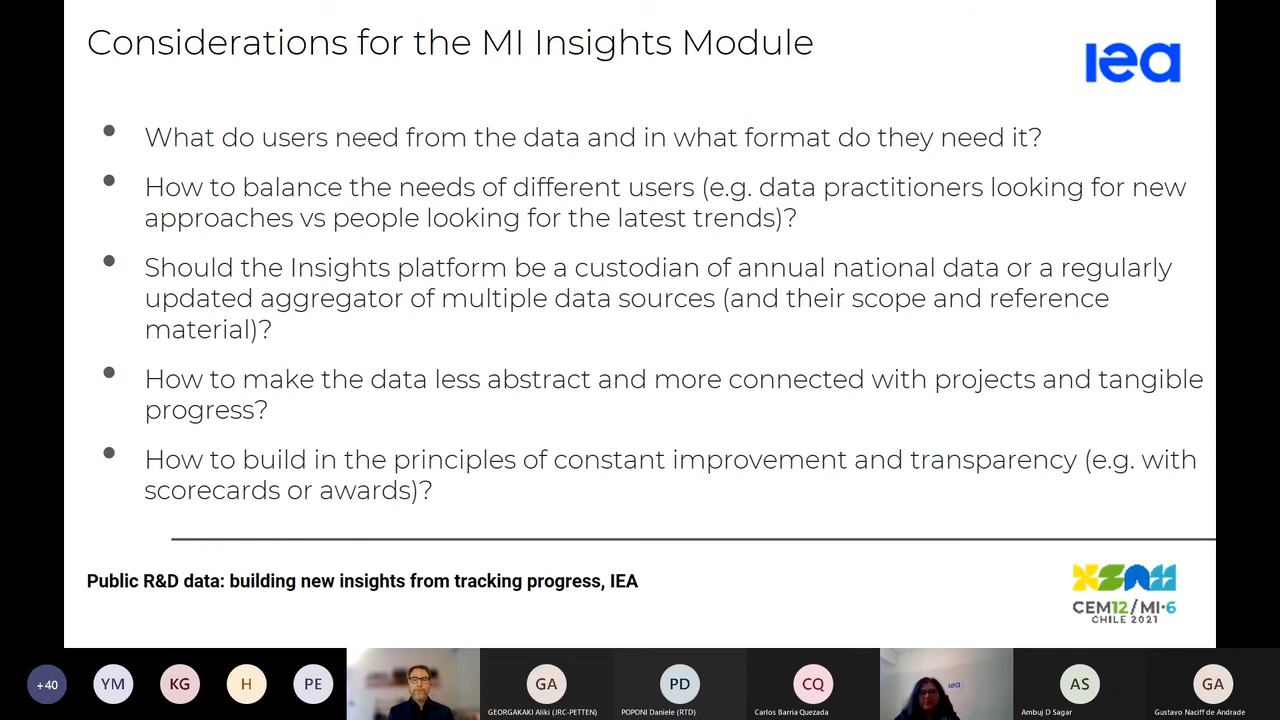 Considerations for the MI Insights Module
iea
What do users need from the data and in what format do they need it?
How to balance the needs of different users (e.g. data practitioners looking for new
approaches vs people looking for the latest trends)?
Should the Insights platform be a custodian of annual national data or a regularly
updated aggregator of multiple data sources (and their scope and reference
material)?
How to make the data less abstract and more connected with projects and tangible
progress?
How to build in the principles of constant improvement and transparency (e.g. with
scorecards or awards)?
Public R&D data: building new insights from tracking progress, IEA
CEM12/MI·6
CHILE 2021
+40
YM
KG
H
PE
GA
GEORGAKAKI Aliki (JRC-PETTEN)
PD
POPONI Daniele (RTD)
CQ
Carlos Barria Quezada
iea
AS
Ambuj D Sagar
GA
Gustavo Naciff de Andrade